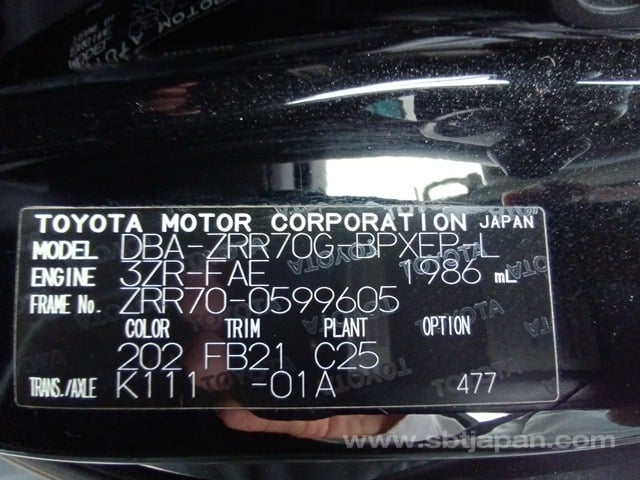 TOYOTA MOTOR CORPORATION JAPAN
MODEL DBA-ZRR70G-BPXEP-L
ENGINE 3ZR-FAE 1986 mL
FRAME No. ZRR70-0599605
COLOR TRIM PLANT OPTION
202 FB21 C25
TRANS./AXLE K111 -01A 477
www.sbtjapan.com